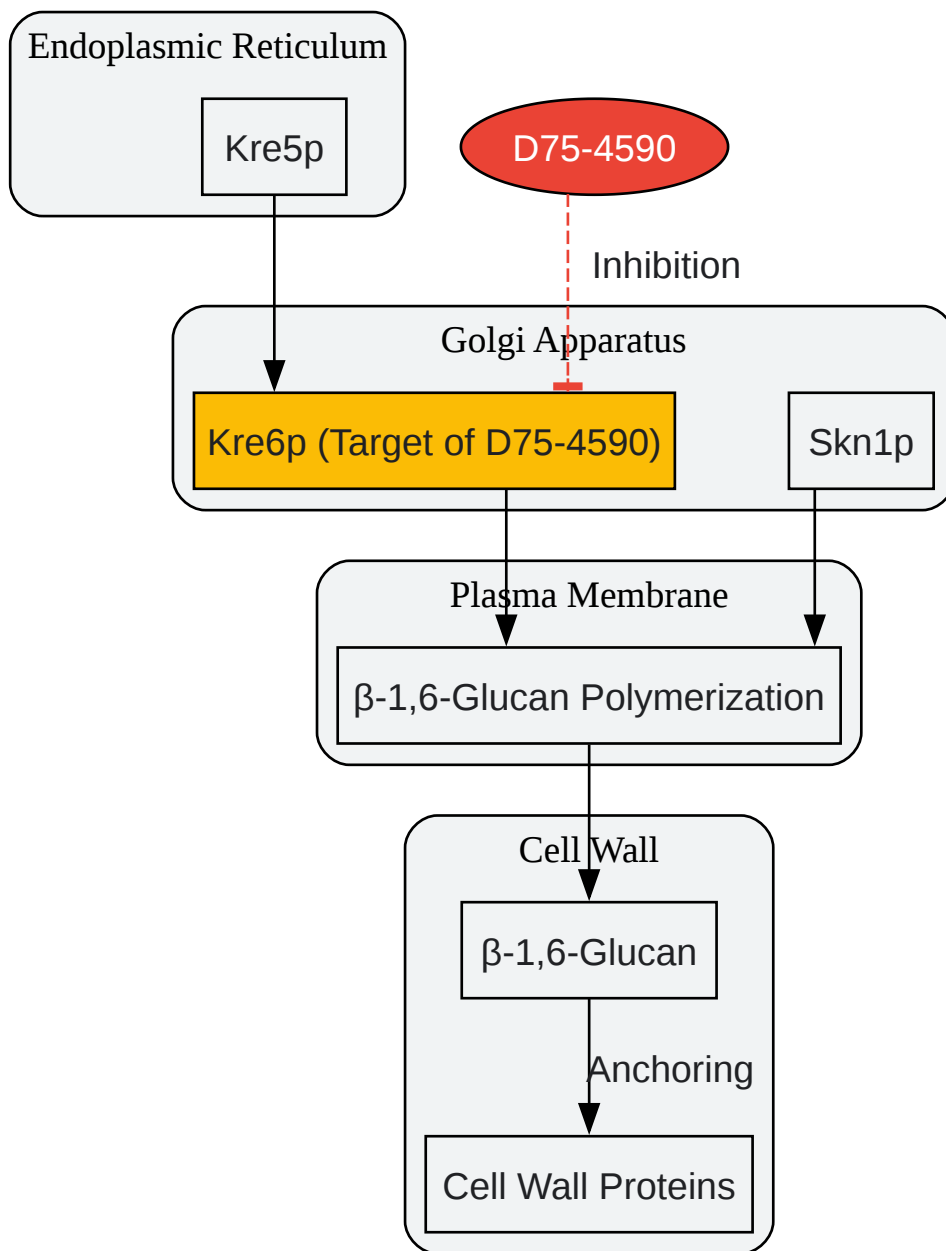 Endoplasmic Reticulum
Kre5p
D75-4590
Inhibition
Golgi Apparatus
Kre6p (Target of D75-4590)
Skn1p
Plasma Membrane
β-1,6-Glucan Polymerization
Cell Wall
β-1,6-Glucan
Anchoring
Cell Wall Proteins